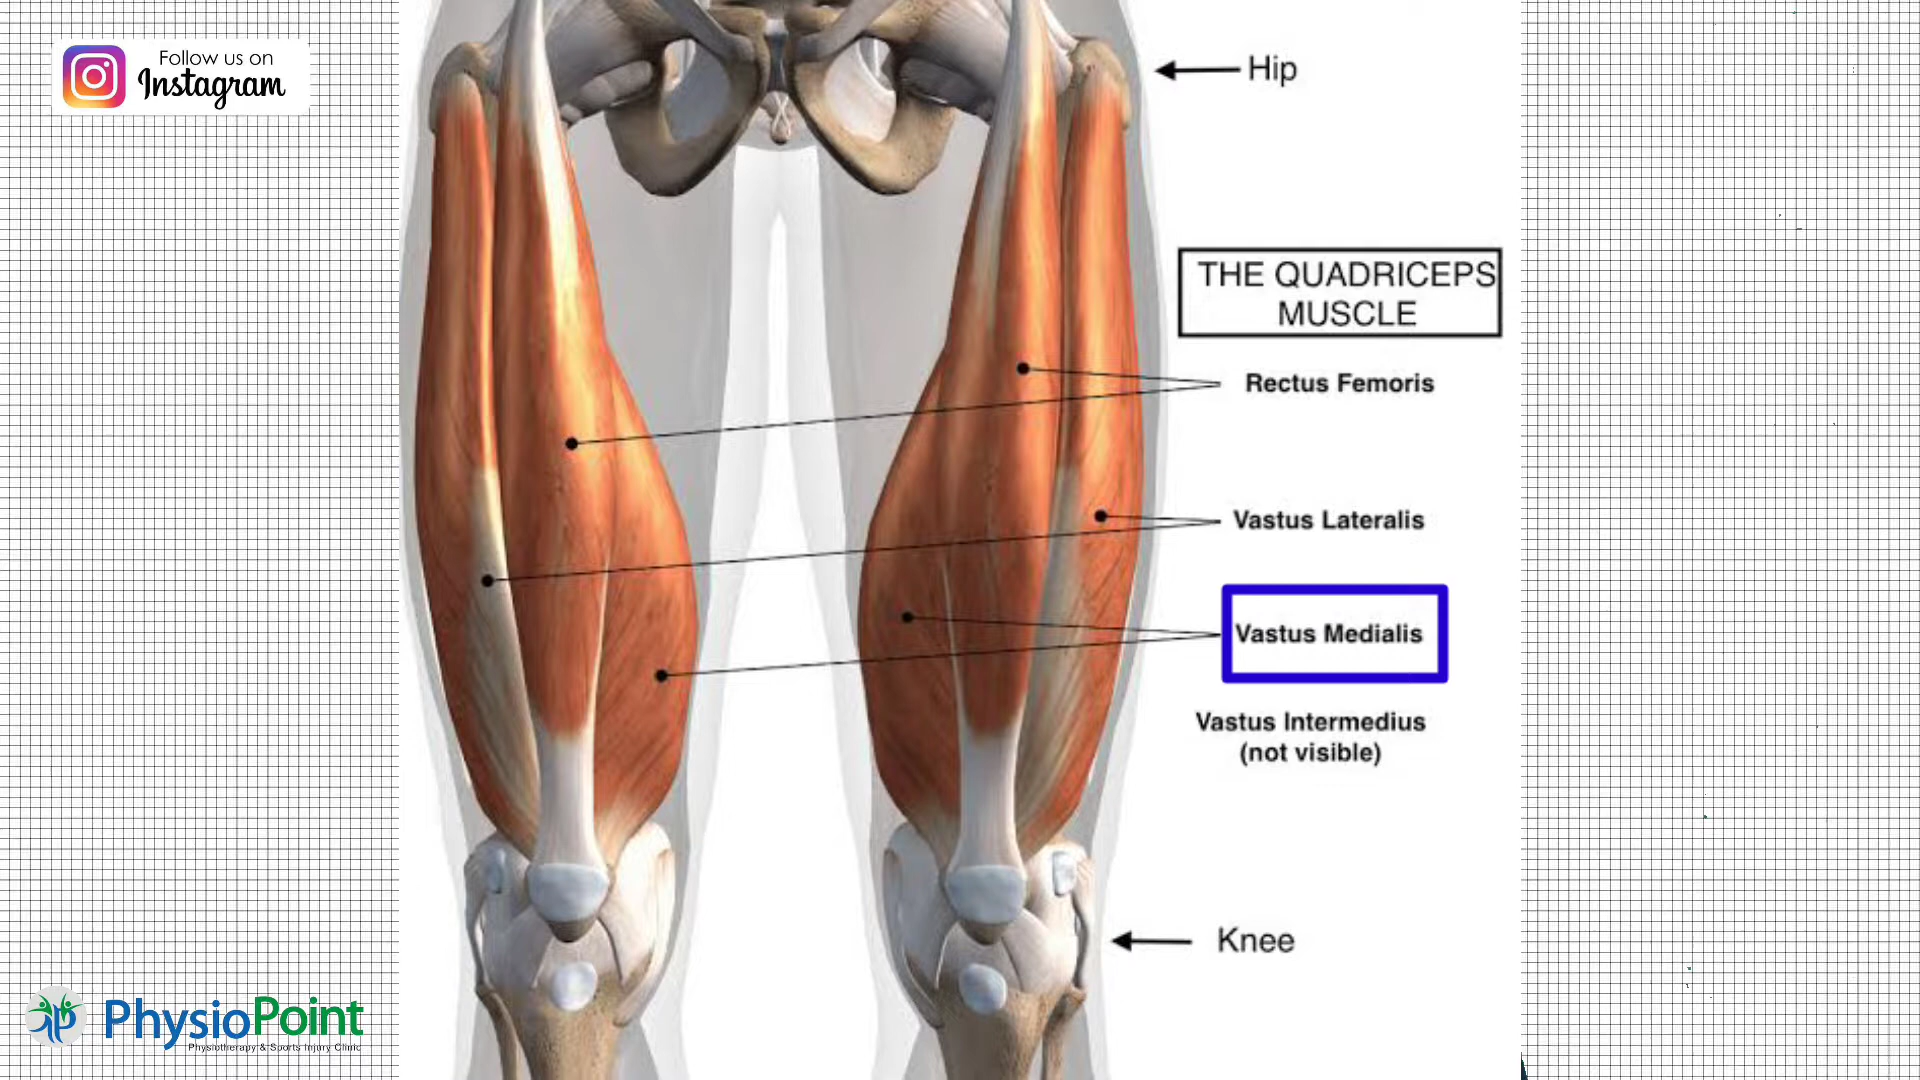 Follow us on
Instagram
Hip
THE QUADRICEPS
MUSCLE
Rectus Femoris
Vastus Lateralis
Vastus Medialis
Vastus Intermedius
(not visible)
Knee
PhysioPoint
Physiotherapy & Sports Injury Clinic